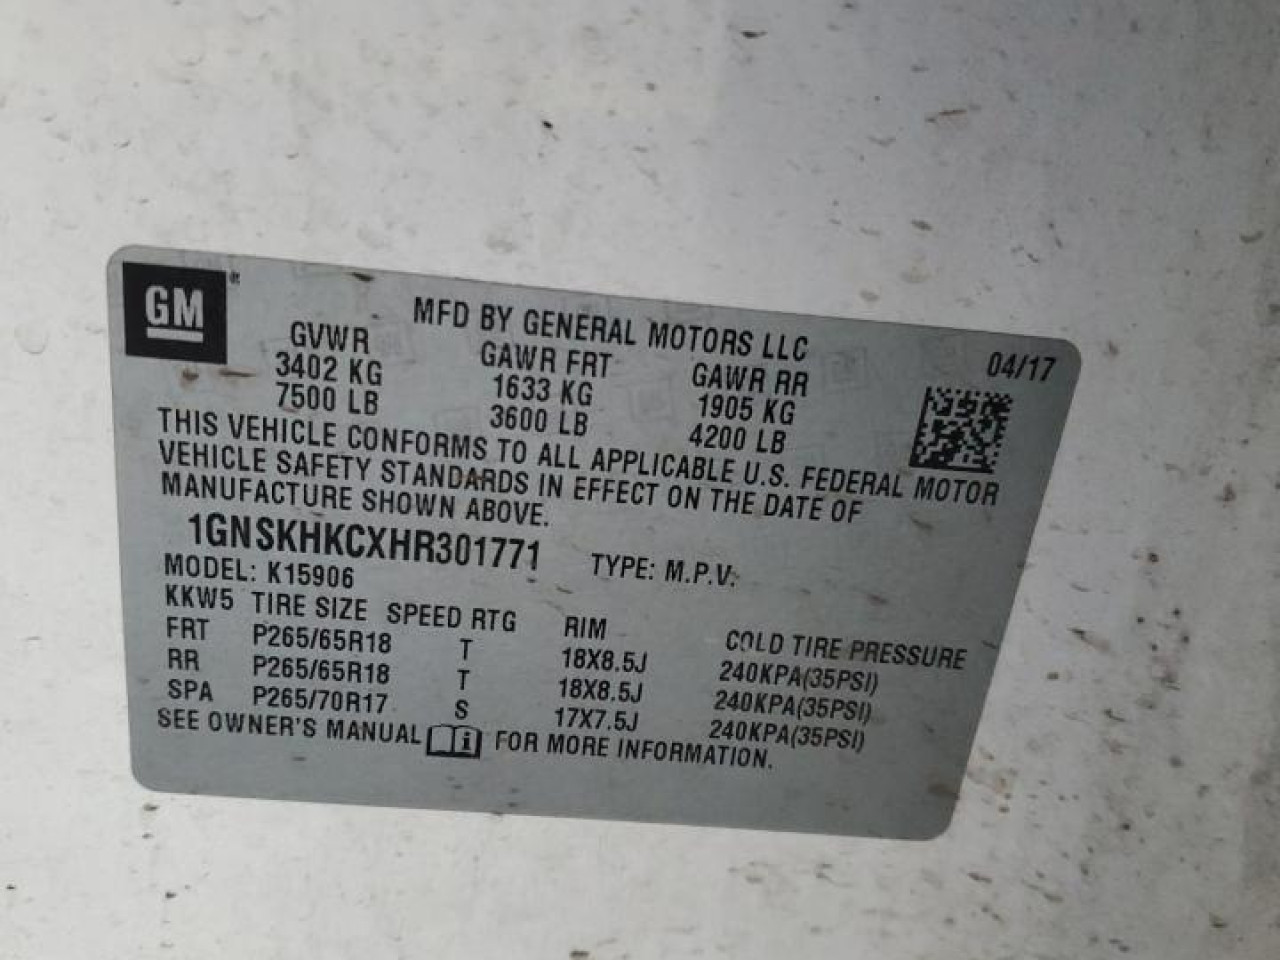 GM ®
MFD BY GENERAL MOTORS LLC
04/17
GVWR GAWR FRT GAWR RR
3402 KG 1633 KG 1905 KG
7500 LB 3600 LB 4200 LB
THIS VEHICLE CONFORMS TO ALL APPLICABLE U.S. FEDERAL MOTOR
VEHICLE SAFETY STANDARDS IN EFFECT ON THE DATE OF
MANUFACTURE SHOWN ABOVE.
1GNSKHKCXHR301771 TYPE: M.P.V.
MODEL: K15906
KKW5 TIRE SIZE SPEED RTG RIM COLD TIRE PRESSURE
FRT P265/65R18 T 18X8.5J 240KPA(35PSI)
RR P265/65R18 T 18X8.5J 240KPA(35PSI)
SPA P265/70R17 S 17X7.5J 240KPA(35PSI)
SEE OWNER'S MANUAL FOR MORE INFORMATION.